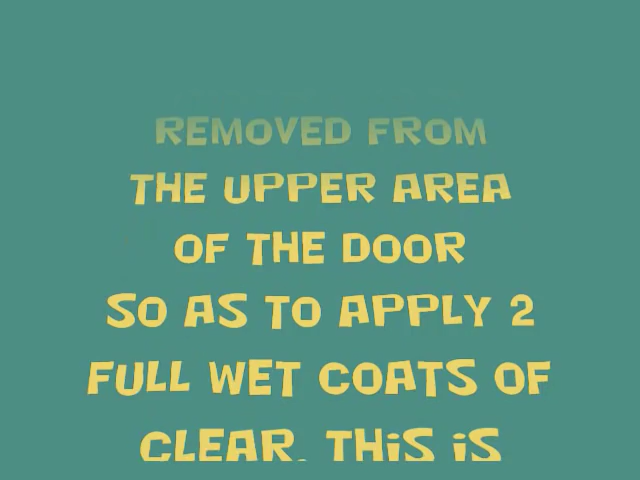 REMOVED FROM
THE UPPER AREA
OF THE DOOR
SO AS TO APPLY 2
FULL WET COATS OF
CLEAR. THIS IS